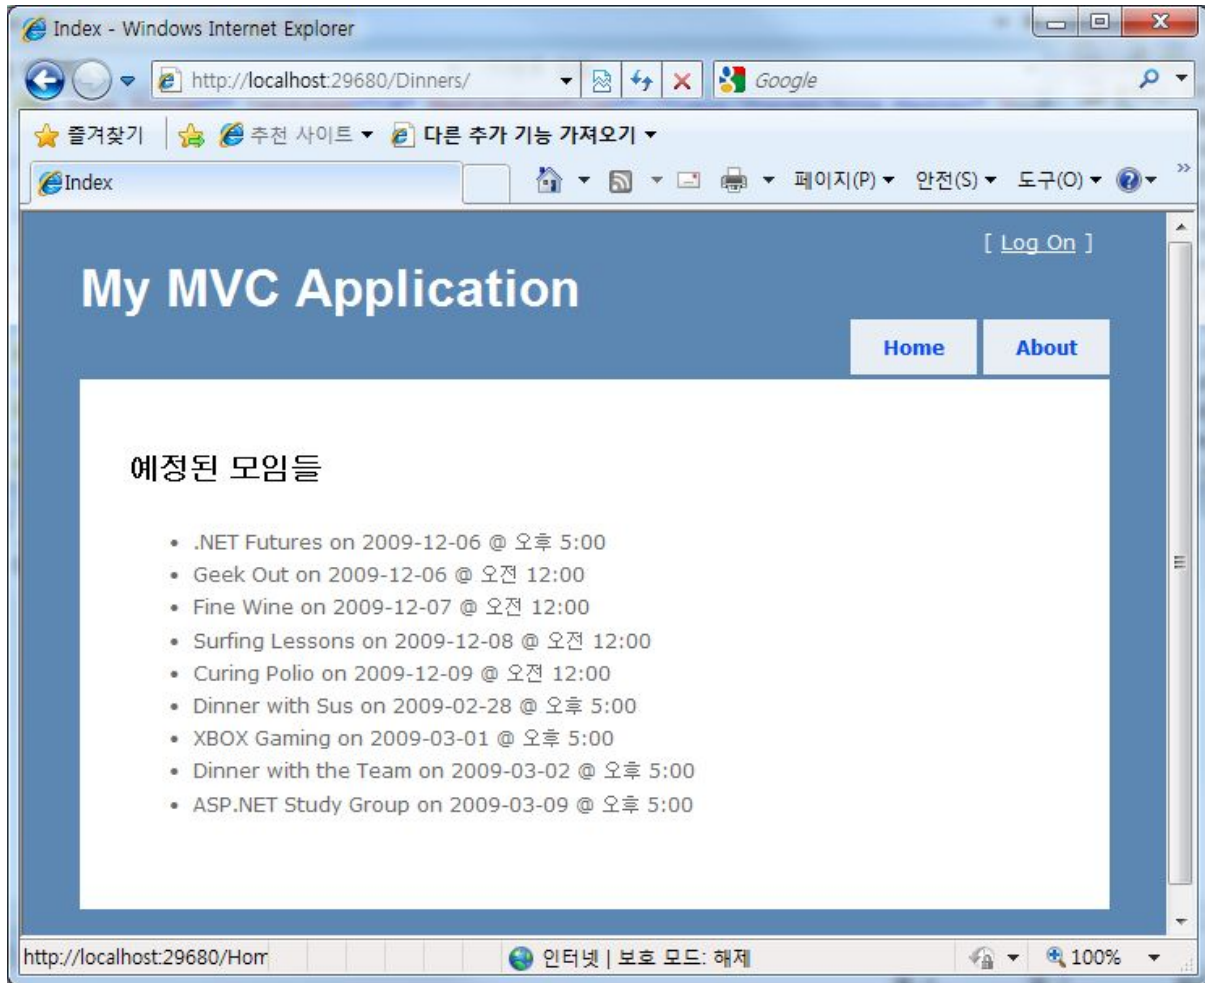 Index - Windows Internet Explorer
http://localhost:29680/Dinners/ Google
즐겨찾기 추천 사이트 다른 추가 기능 가져오기
Index 페이지(P) 안전(S) 도구(O)
[ Log On ]
My MVC Application
Home About
예정된 모임들
.NET Futures on 2009-12-06 @ 오후 5:00
Geek Out on 2009-12-06 @ 오전 12:00
Fine Wine on 2009-12-07 @ 오전 12:00
Surfing Lessons on 2009-12-08 @ 오전 12:00
Curing Polio on 2009-12-09 @ 오전 12:00
Dinner with Sus on 2009-02-28 @ 오후 5:00
XBOX Gaming on 2009-03-01 @ 오후 5:00
Dinner with the Team on 2009-03-02 @ 오후 5:00
ASP.NET Study Group on 2009-03-09 @ 오후 5:00
http://localhost:29680/Hom 인터넷 | 보호 모드: 해제 100%